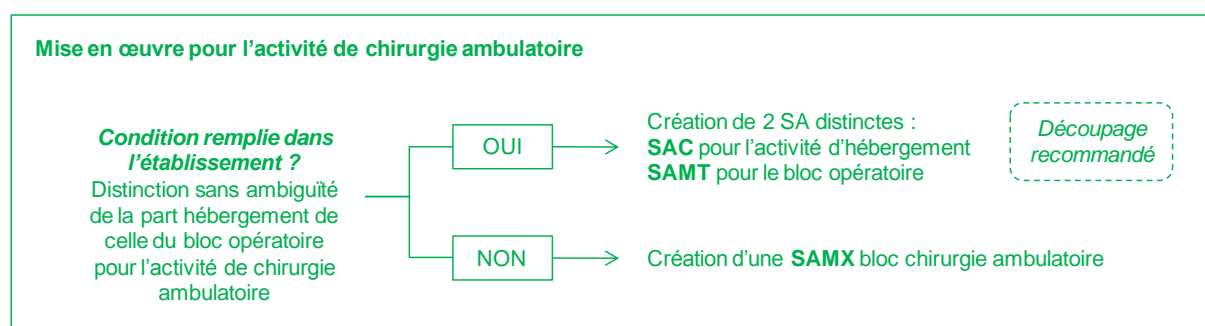 Mise en œuvre pour l'activité de chirurgie ambulatoire
Condition remplie dans
l'établissement ?
Distinction sans ambiguïté
de la part hébergement de
celle du bloc opératoire
pour l'activité de chirurgie
ambulatoire
OUI
Création de 2 SA distinctes :
SAC pour l'activité d'hébergement
SAMT pour le bloc opératoire
Découpage
recommandé
NON
Création d'une SAMX bloc chirurgie ambulatoire